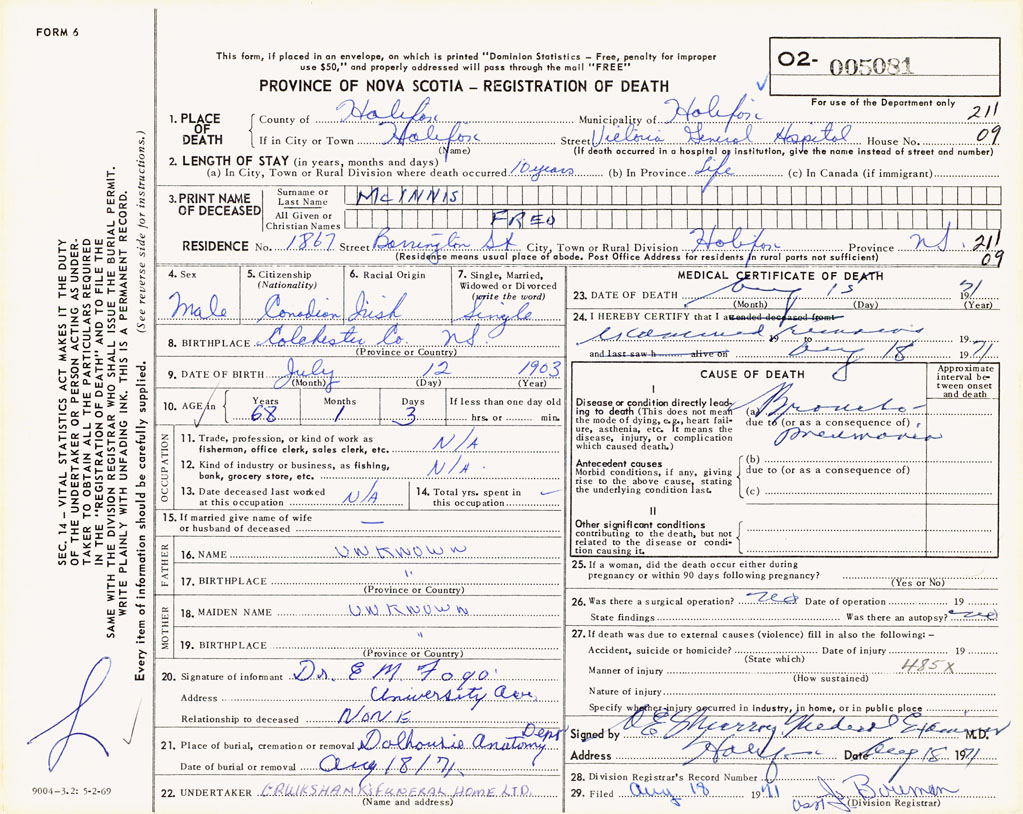 FORM 6
This form, if placed in an envelope, on which is printed "Dominion Statistics – Free, penalty for improper
use $50," and properly addressed will pass through the mail "FREE"
PROVINCE OF NOVA SCOTIA – REGISTRATION OF DEATH
02- 005081
For use of the Department only
211
09
1. PLACE OF DEATH
County of Halifax Municipality of Halifax
If in City or Town Halifax Street Victoria General Hospital House No.
(Name) (If death occurred in a hospital or institution, give the name instead of street and number)
2. LENGTH OF STAY (in years, months and days)
(a) In City, Town or Rural Division where death occurred 10 years (b) In Province Life (c) In Canada (if immigrant)
3. PRINT NAME OF DECEASED
Surname or Last Name McINNIS
All Given or Christian Names FRED
RESIDENCE No. 1867 Street Barrington St City, Town or Rural Division Halifax Province NS. 211
09
(Residence means usual place of abode. Post Office Address for residents in rural parts not sufficient)
4. Sex
Male
5. Citizenship
(Nationality)
Canadian
6. Racial Origin
Irish
7. Single, Married,
Widowed or Divorced
(write the word)
Single
8. BIRTHPLACE Colchester Co. NS.
(Province or Country)
9. DATE OF BIRTH July 12 1903
(Month) (Day) (Year)
10. AGE in
Years Months Days If less than one day old
68 1 3 hrs. or min.
OCCUPATION
11. Trade, profession, or kind of work as
fisherman, office clerk, sales clerk, etc. N/A
12. Kind of industry or business, as fishing,
bank, grocery store, etc. N/A
13. Date deceased last worked
at this occupation N/A
14. Total yrs. spent in
this occupation
15. If married give name of wife
or husband of deceased —
FATHER
16. NAME UNKNOWN
17. BIRTHPLACE "
(Province or Country)
MOTHER
18. MAIDEN NAME UNKNOWN
19. BIRTHPLACE "
(Province or Country)
20. Signature of informant Dr. E M Fogo
Address University Ave.
Relationship to deceased NONE
21. Place of burial, cremation or removal Dalhousie Anatomy Dept
Date of burial or removal Aug 18/71.
22. UNDERTAKER CRUIKSHANK'S FUNERAL HOME LTD.
(Name and address)
MEDICAL CERTIFICATE OF DEATH
23. DATE OF DEATH Aug 15 1971
(Month) (Day) (Year)
24. I HEREBY CERTIFY that I attended deceased from
examined remains
19 to Aug 18 1971
and last saw h alive on
CAUSE OF DEATH
Approximate
interval be-
tween onset
and death
I
Disease or condition directly lead-
ing to death (This does not mean
the mode of dying, e.g., heart fail-
ure, asthenia, etc. It means the
disease, injury, or complication
which caused death.)
(a) Broncho-
due to (or as a consequence of)
Pneumonia
Antecedent causes
Morbid conditions, if any, giving
rise to the above cause, stating
the underlying condition last.
(b)
due to (or as a consequence of)
(c)
II
Other significant conditions
contributing to the death, but not
related to the disease or condi-
tion causing it.
25. If a woman, did the death occur either during
pregnancy or within 90 days following pregnancy?
(Yes or No)
26. Was there a surgical operation? Date of operation 19
State findings Was there an autopsy?
27. If death was due to external causes (violence) fill in also the following: –
Accident, suicide or homicide? Date of injury 19
(State which)
485X
Manner of injury
(How sustained)
Nature of injury
Specify whether injury occurred in industry, in home, or in public place
Signed by Murray Medical Examiner M.D.
Address Halifax Date Aug 18 1971
28. Division Registrar's Record Number
29. Filed Aug 18 1971 Asst J. Boreman
(Division Registrar)
SEC. 14 – VITAL STATISTICS ACT MAKES IT THE DUTY
OF THE UNDERTAKER OR PERSON ACTING AS UNDER-
TAKER TO OBTAIN ALL THE PARTICULARS REQUIRED
IN THE "REGISTRATION OF DEATH" AND TO FILE THE
SAME WITH THE DIVISION REGISTRAR WHO SHALL ISSUE THE BURIAL PERMIT.
WRITE PLAINLY WITH UNFADING INK. THIS IS A PERMANENT RECORD.
Every item of information should be carefully supplied. (See reverse side for instructions.)
9004-3.2: 5-2-69